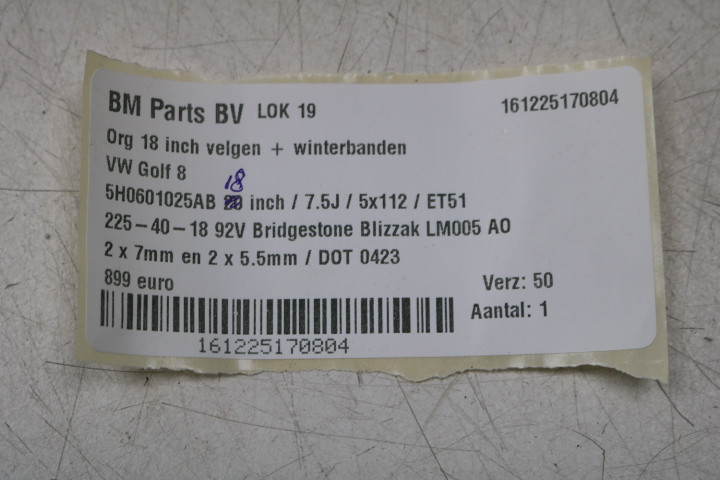 BM Parts BV LOK 19 161225170804
Org 18 inch velgen + winterbanden
VW Golf 8
5H0601025AB 18 inch / 7.5J / 5x112 / ET51
225-40-18 92V Bridgestone Blizzak LM005 AO
2 x 7mm en 2 x 5.5mm / DOT 0423
899 euro Verz: 50
Aantal: 1
161225170804